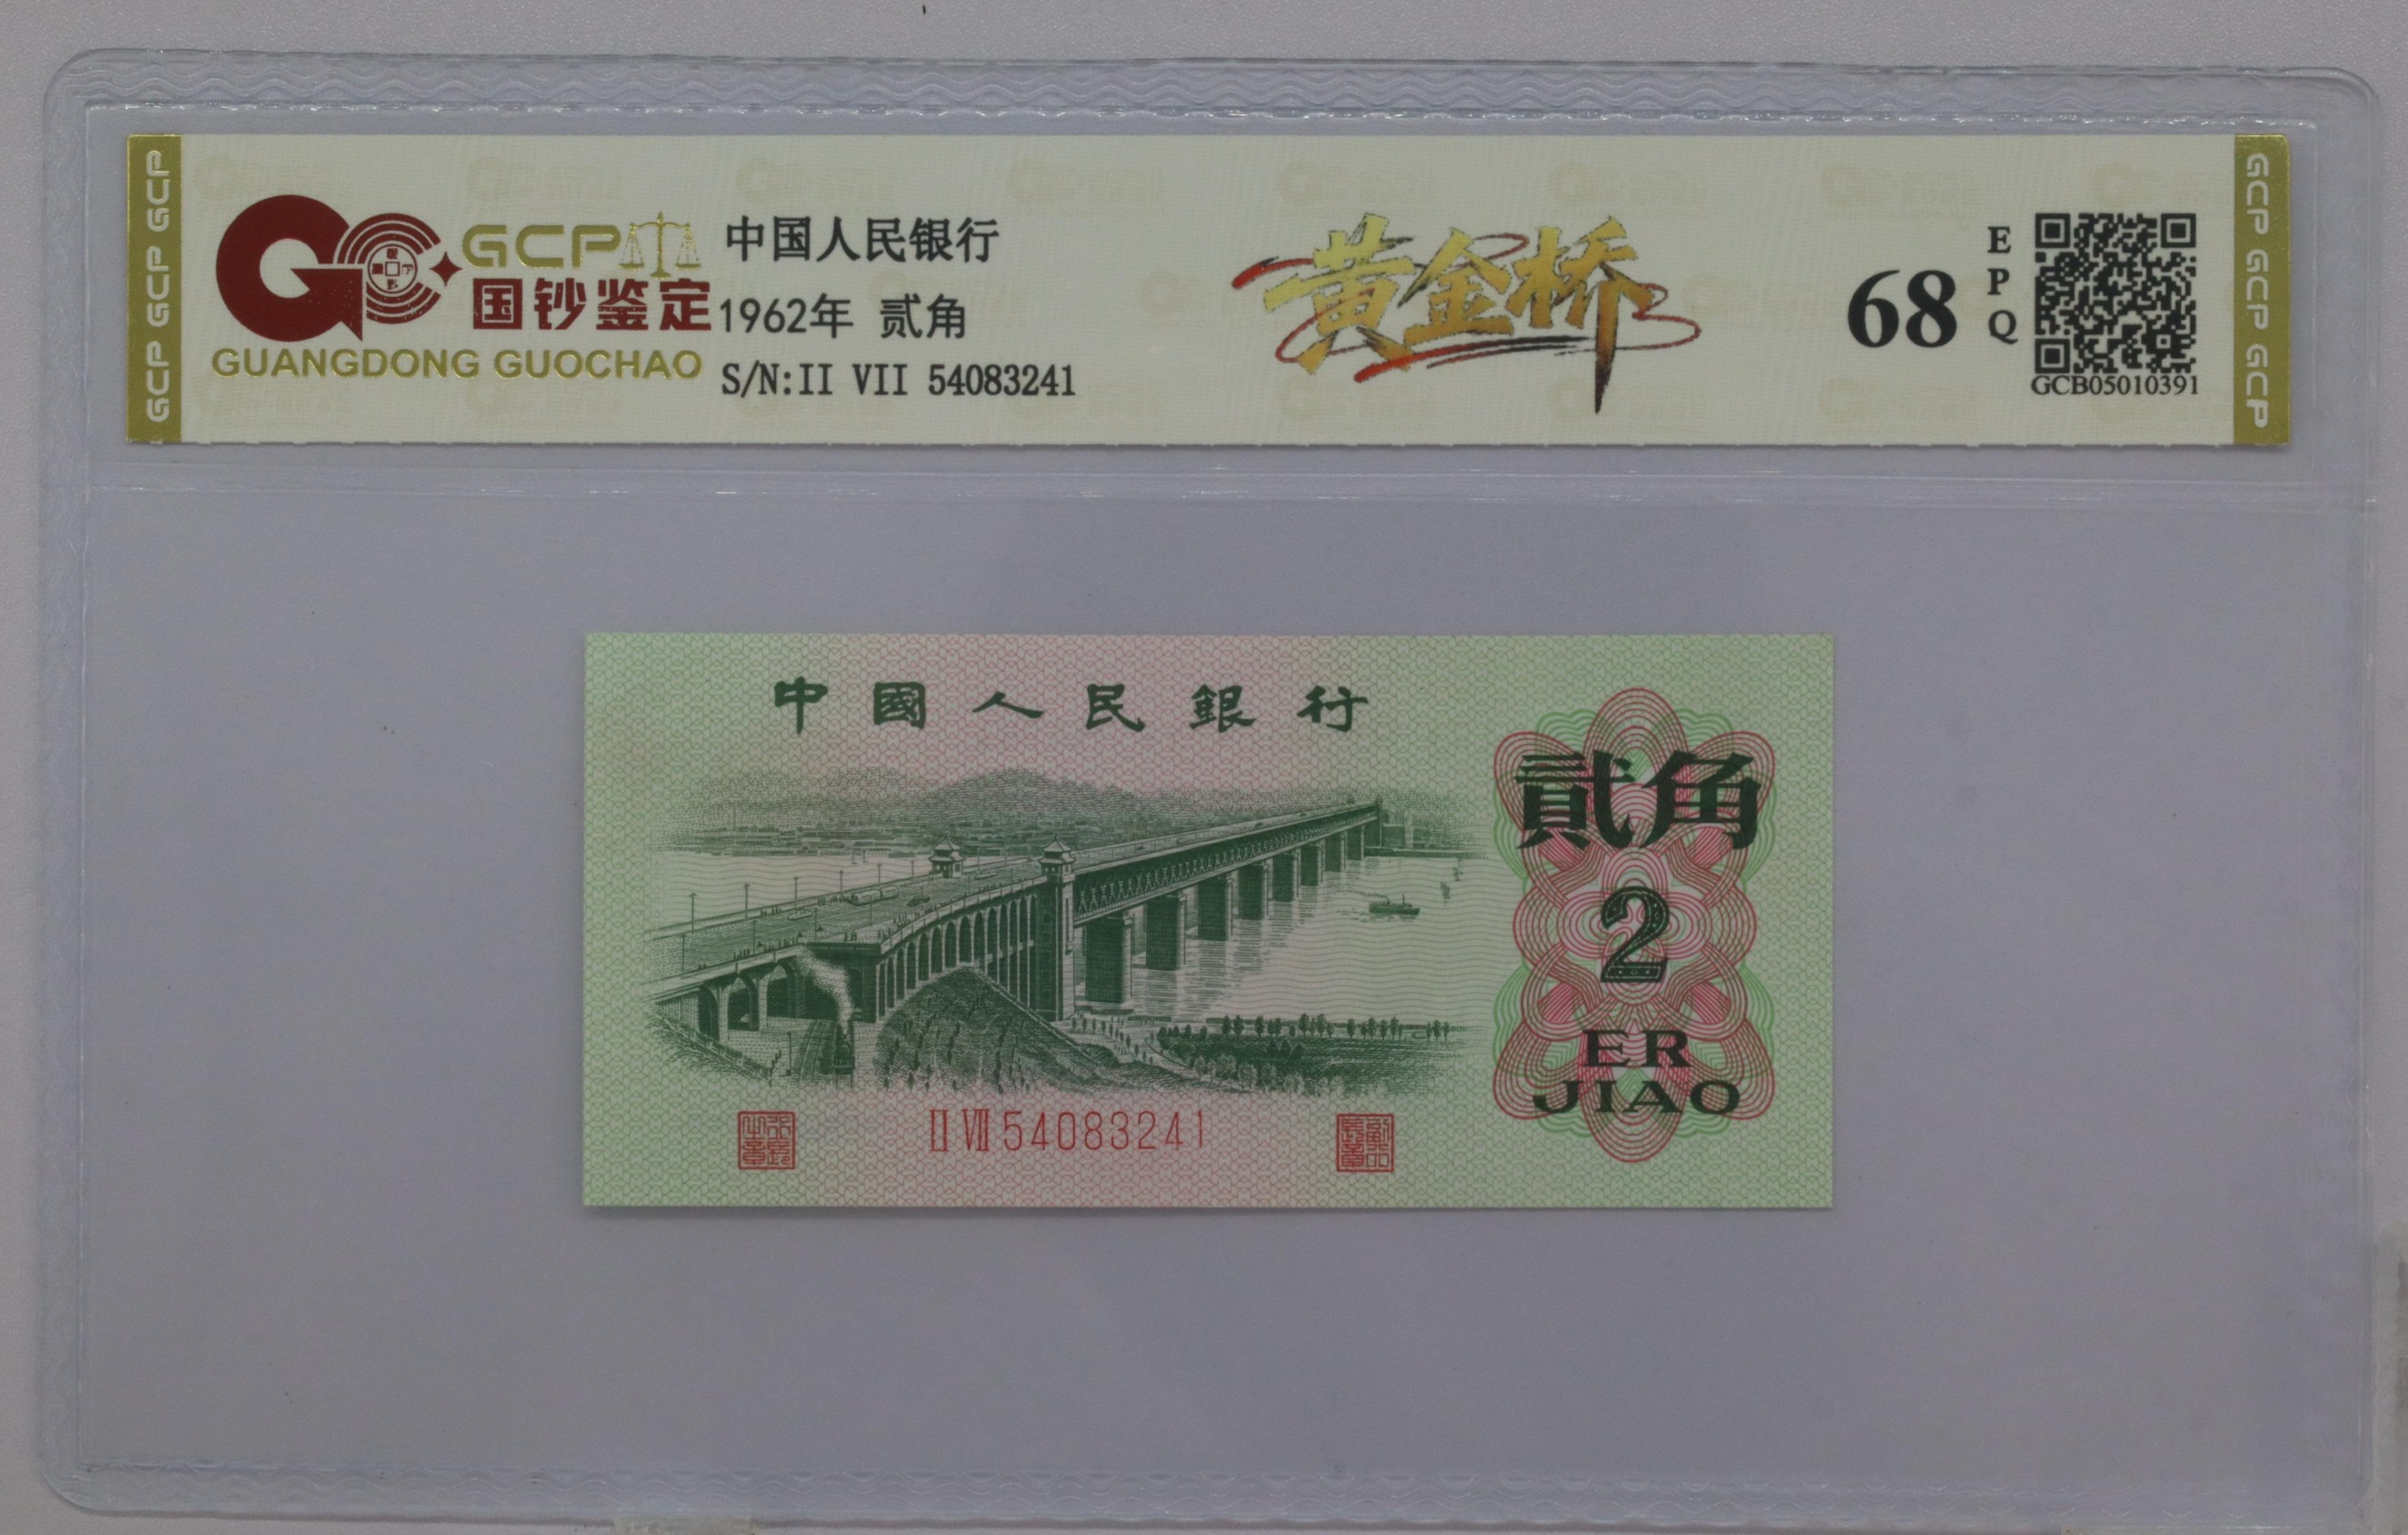 GCP GCP GCP
GCP
国钞鉴定
GUANGDONG GUOCHAO
中国人民银行
1962年 贰角
S/N:II VII 54083241
黄金桥
68
EPQ
GCB05010391
GCP GCP GCP
中國人民銀行
貳角
2
ER
JIAO
II VII 54083241